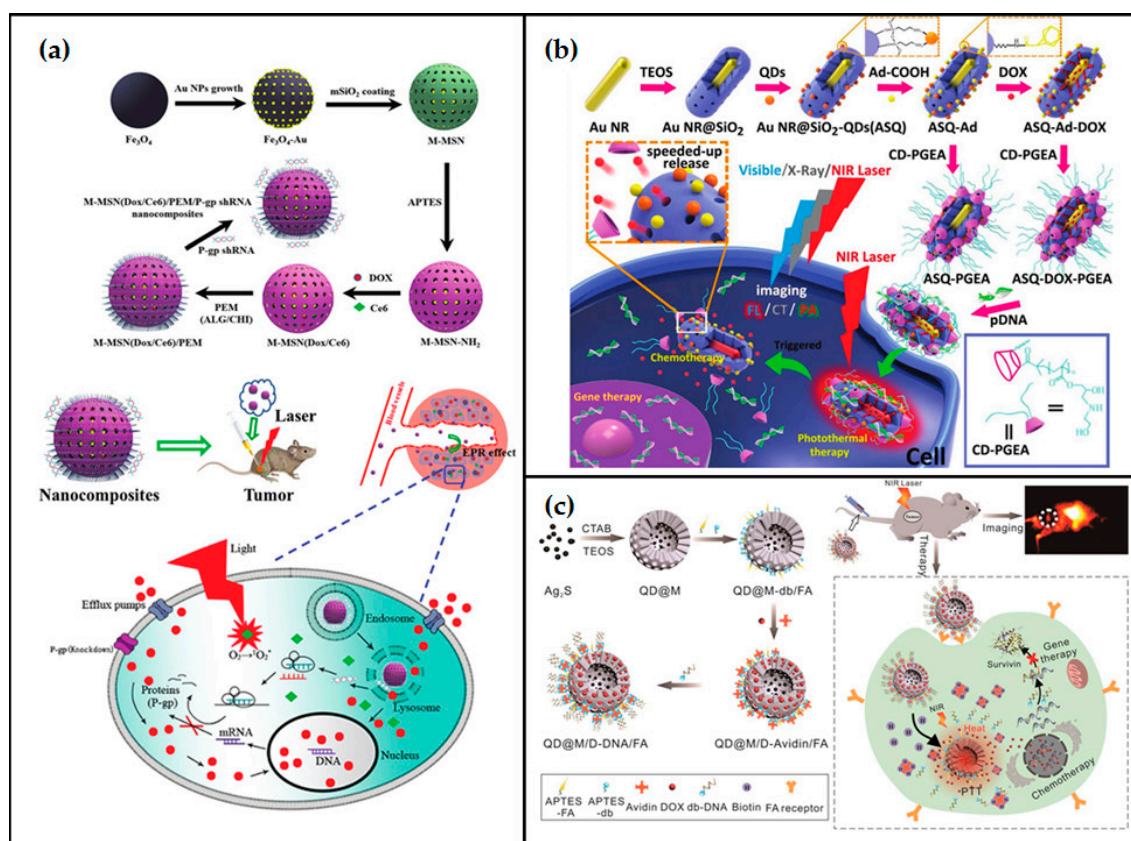 (a)
Au NPs growth
mSiO₂ coating
Fe₃O₄
Fe₃O₄-Au
M-MSN
M-MSN(Dox/Ce6)/PEM/P-gp shRNA
nanocomposites
APTES
P-gp shRNA
DOX
Ce6
PEM
(ALG/CHI)
M-MSN(Dox/Ce6)/PEM
M-MSN(Dox/Ce6)
M-MSN-NH₂
Laser
Blood vessels
EPR effect
Nanocomposites
Tumor
Light
Efflux pumps
Endosome
P-gp(Knockdown)
Lysosome
Proteins
(P-gp)
mRNA
DNA
Nucleus
(b)
TEOS
QDs
Ad-COOH
DOX
Au NR
Au NR@SiO₂
Au NR@SiO₂-QDs(ASQ)
ASQ-Ad
ASQ-Ad-DOX
speeded-up
release
CD-PGEA
CD-PGEA
Visible/X-Ray/NIR Laser
NIR Laser
ASQ-PGEA
ASQ-DOX-PGEA
imaging
FL/CT/PA
pDNA
Chemotherapy
Triggered
Gene therapy
Photothermal
therapy
Cell
CD-PGEA
(c)
CTAB
TEOS
Ag₂S
QD@M
QD@M-db/FA
QD@M/D-DNA/FA
QD@M/D-Avidin/FA
APTES
-FA
APTES
-db
Avidin
DOX
db-DNA
Biotin
FA receptor
NIR Laser
Tumor
Imaging
Therapy
Survivin
Gene
therapy
NIR
Heat
PTT
Chemotherapy